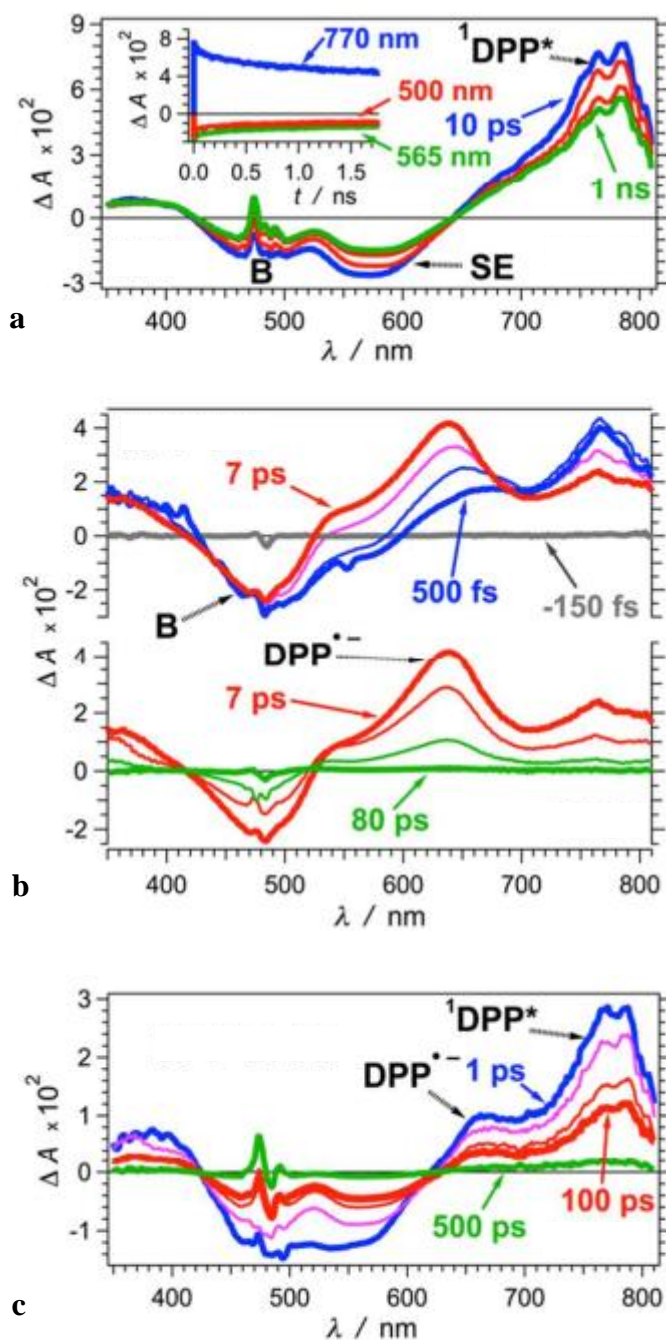 8
4
0
Δ A × 10²
0.0 0.5 1.0 1.5
t / ns
770 nm
500 nm
565 nm
¹DPP*
10 ps
1 ns
9
6
3
0
-3
Δ A × 10²
B
SE
400 500 600 700 800
λ / nm
a
4
2
0
-2
7 ps
500 fs
-150 fs
B
Δ A × 10²
DPP•−
4
2
0
-2
7 ps
80 ps
400 500 600 700 800
λ / nm
b
3
2
1
0
-1
Δ A × 10²
¹DPP*
DPP•−
1 ps
500 ps
100 ps
400 500 600 700 800
λ / nm
c